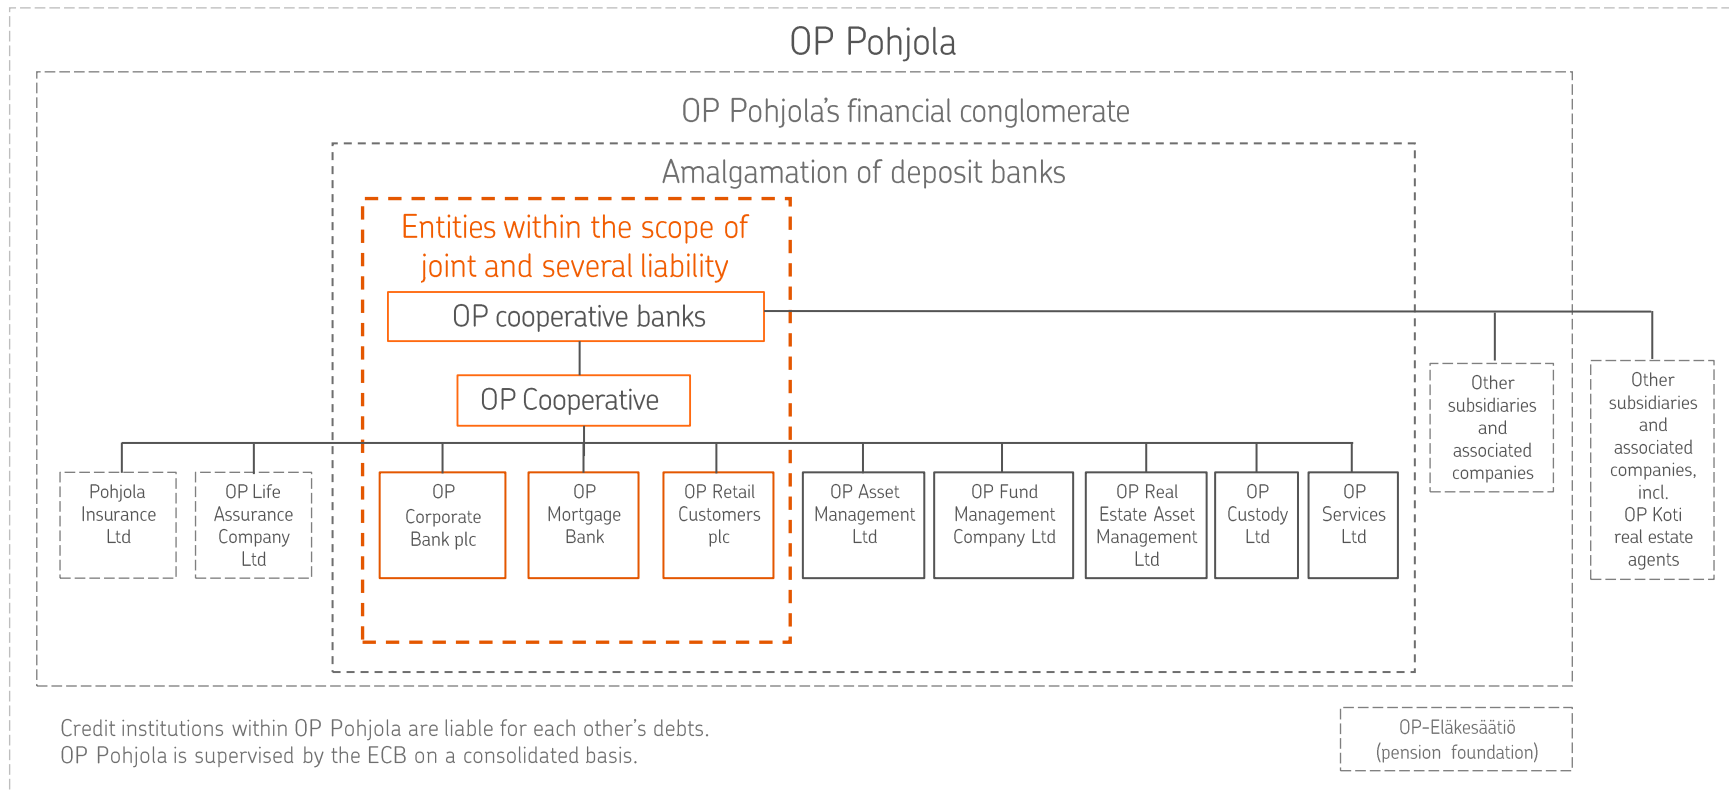 OP Pohjola
OP Pohjola's financial conglomerate
Amalgamation of deposit banks
Entities within the scope of
joint and several liability
OP cooperative banks
OP Cooperative
Pohjola
Insurance
Ltd
OP Life
Assurance
Company
Ltd
OP
Corporate
Bank plc
OP
Mortgage
Bank
OP Retail
Customers
plc
OP Asset
Management
Ltd
OP Fund
Management
Company Ltd
OP Real
Estate Asset
Management
Ltd
OP
Custody
Ltd
OP
Services
Ltd
Other
subsidiaries
and
associated
companies
Other
subsidiaries
and
associated
companies,
incl.
OP Koti
real estate
agents
Credit institutions within OP Pohjola are liable for each other's debts.
OP Pohjola is supervised by the ECB on a consolidated basis.
OP-Eläkesäätiö
(pension foundation)